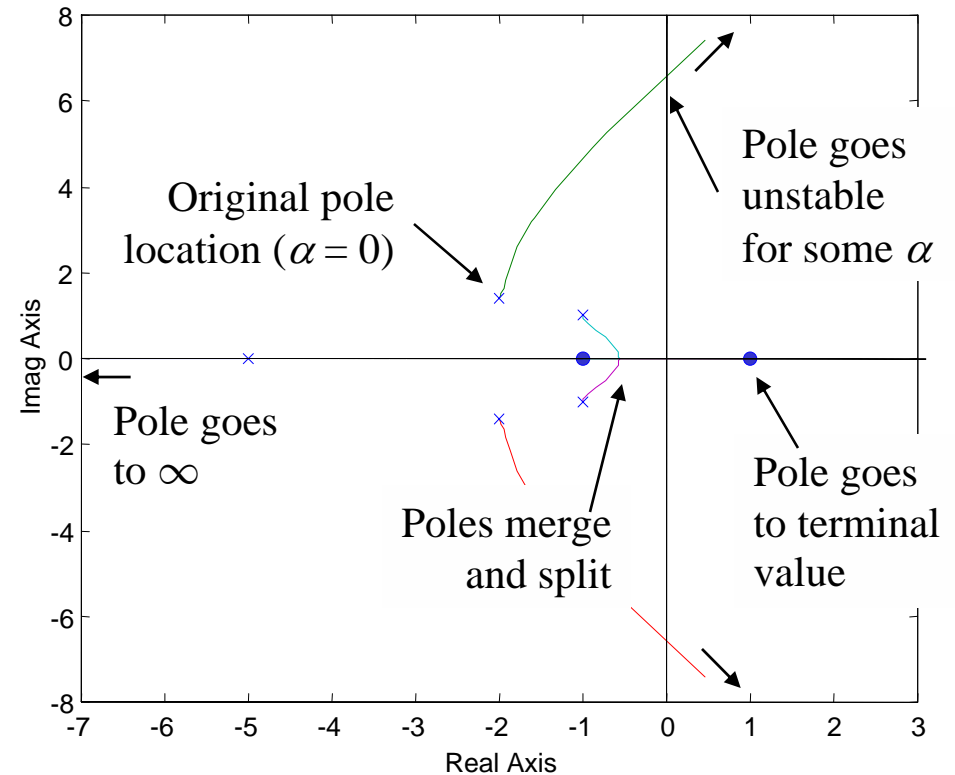 8
6
4
2
0
-2
-4
-6
-8
Imag Axis
-7
-6
-5
-4
-3
-2
-1
0
1
2
3
Real Axis
Original pole
location (α = 0)
Pole goes
unstable
for some α
Pole goes
to ∞
Poles merge
and split
Pole goes
to terminal
value